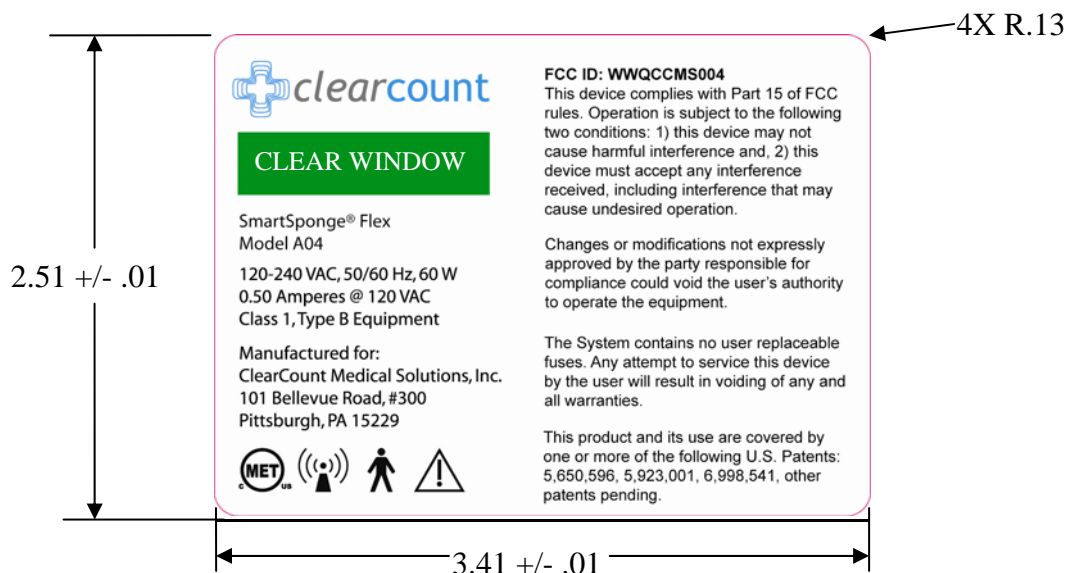 4X R.13
clearcount
CLEAR WINDOW
SmartSponge® Flex
Model A04
120-240 VAC, 50/60 Hz, 60 W
0.50 Amperes @ 120 VAC
Class 1, Type B Equipment
Manufactured for:
ClearCount Medical Solutions, Inc.
101 Bellevue Road, #300
Pittsburgh, PA 15229
c MET us
FCC ID: WWQCCMS004
This device complies with Part 15 of FCC
rules. Operation is subject to the following
two conditions: 1) this device may not
cause harmful interference and, 2) this
device must accept any interference
received, including interference that may
cause undesired operation.
Changes or modifications not expressly
approved by the party responsible for
compliance could void the user's authority
to operate the equipment.
The System contains no user replaceable
fuses. Any attempt to service this device
by the user will result in voiding of any and
all warranties.
This product and its use are covered by
one or more of the following U.S. Patents:
5,650,596, 5,923,001, 6,998,541, other
patents pending.
2.51 +/- .01
3.41 +/- .01